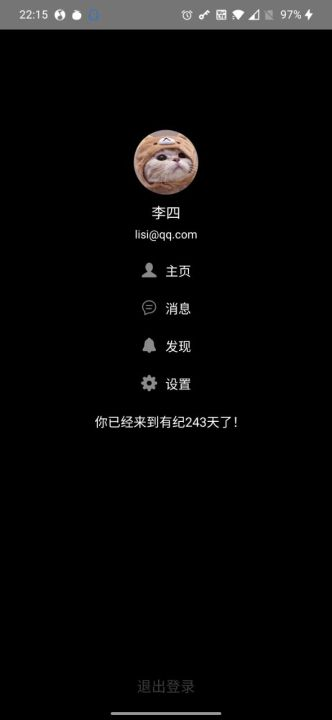 22:15
97%
李四
lisi@qq.com
主页
消息
发现
设置
你已经来到有纪243天了！
退出登录